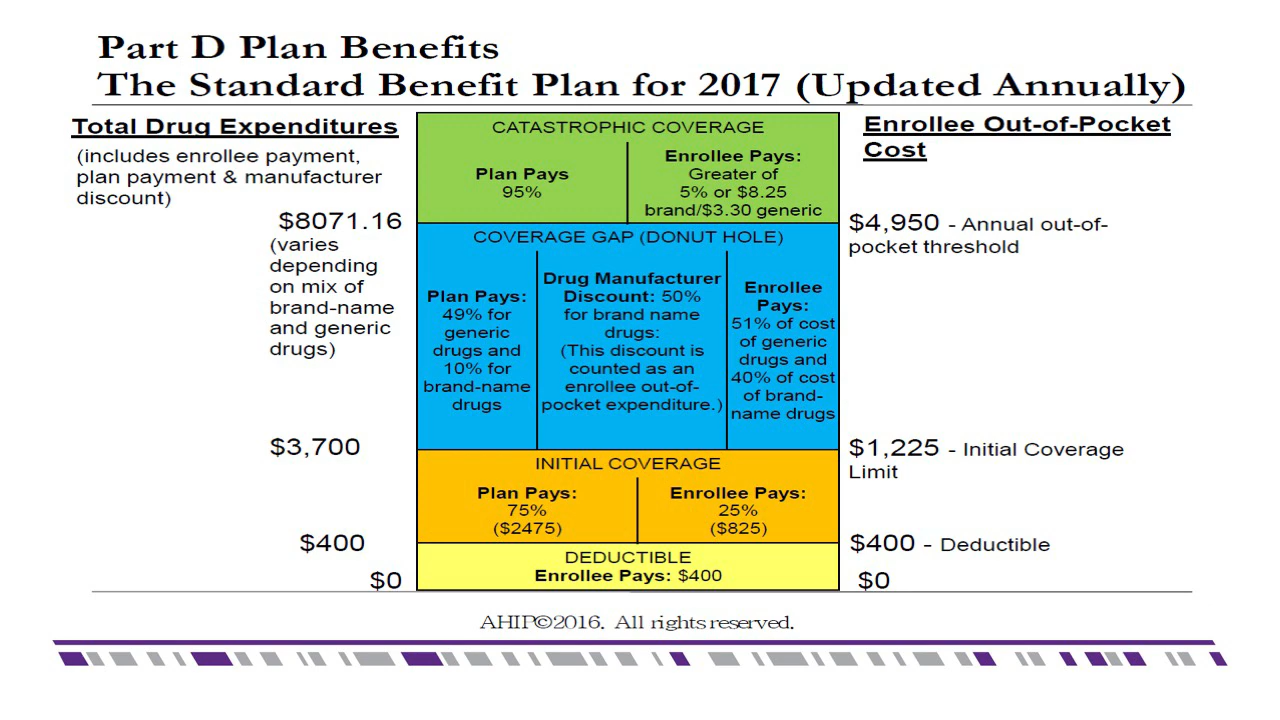 Part D Plan Benefits
The Standard Benefit Plan for 2017 (Updated Annually)
Total Drug Expenditures
(includes enrollee payment,
plan payment & manufacturer
discount)
$8071.16
(varies
depending
on mix of
brand-name
and generic
drugs)
$3,700
$400
$0
CATASTROPHIC COVERAGE
Plan Pays
95%
Enrollee Pays:
Greater of
5% or $8.25
brand/$3.30 generic
COVERAGE GAP (DONUT HOLE)
Plan Pays:
49% for
generic
drugs and
10% for
brand-name
drugs
Drug Manufacturer
Discount: 50%
for brand name
drugs:
(This discount is
counted as an
enrollee out-of-
pocket expenditure.)
Enrollee
Pays:
51% of cost
of generic
drugs and
40% of cost
of brand-
name drugs
INITIAL COVERAGE
Plan Pays:
75%
($2475)
Enrollee Pays:
25%
($825)
DEDUCTIBLE
Enrollee Pays: $400
Enrollee Out-of-Pocket
Cost
$4,950 - Annual out-of-
pocket threshold
$1,225 - Initial Coverage
Limit
$400 - Deductible
$0
AHIP©2016. All rights reserved.